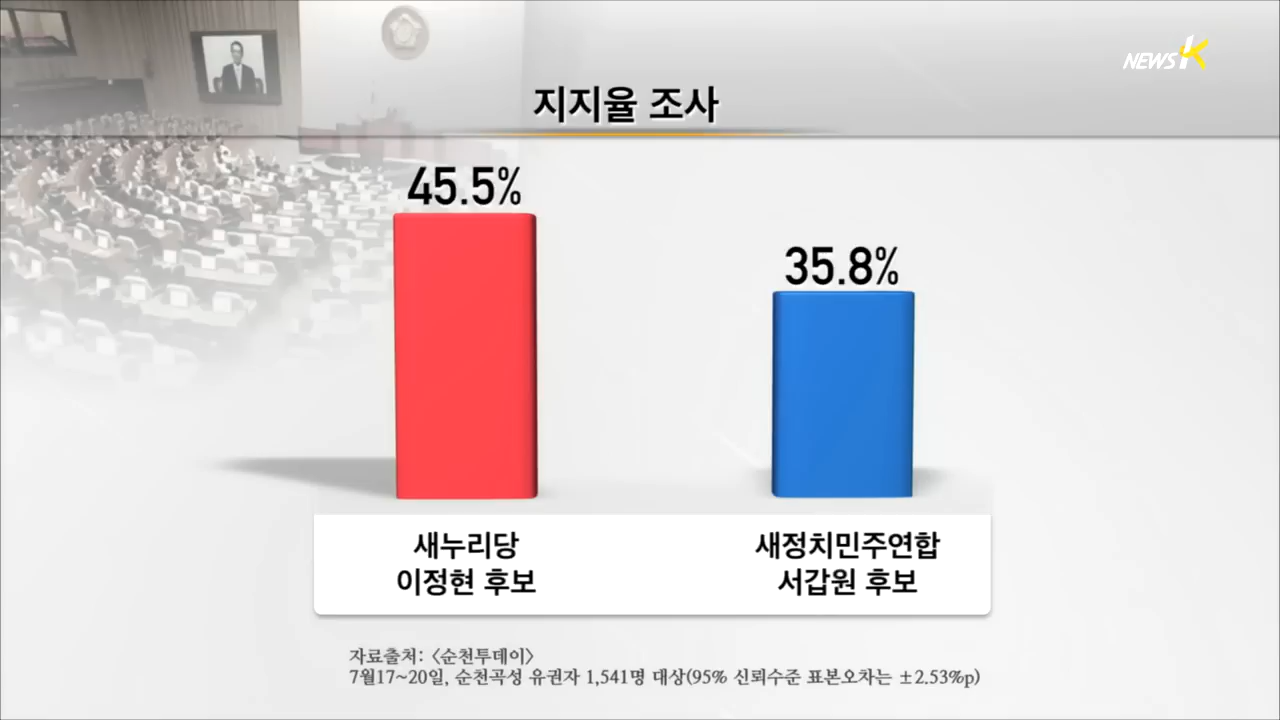 NEWS K
지지율 조사
45.5%
35.8%
새누리당
이정현 후보
새정치민주연합
서갑원 후보
자료출처: <순천투데이>
7월17~20일, 순천곡성 유권자 1,541명 대상(95% 신뢰수준 표본오차는 ±2.53%p)